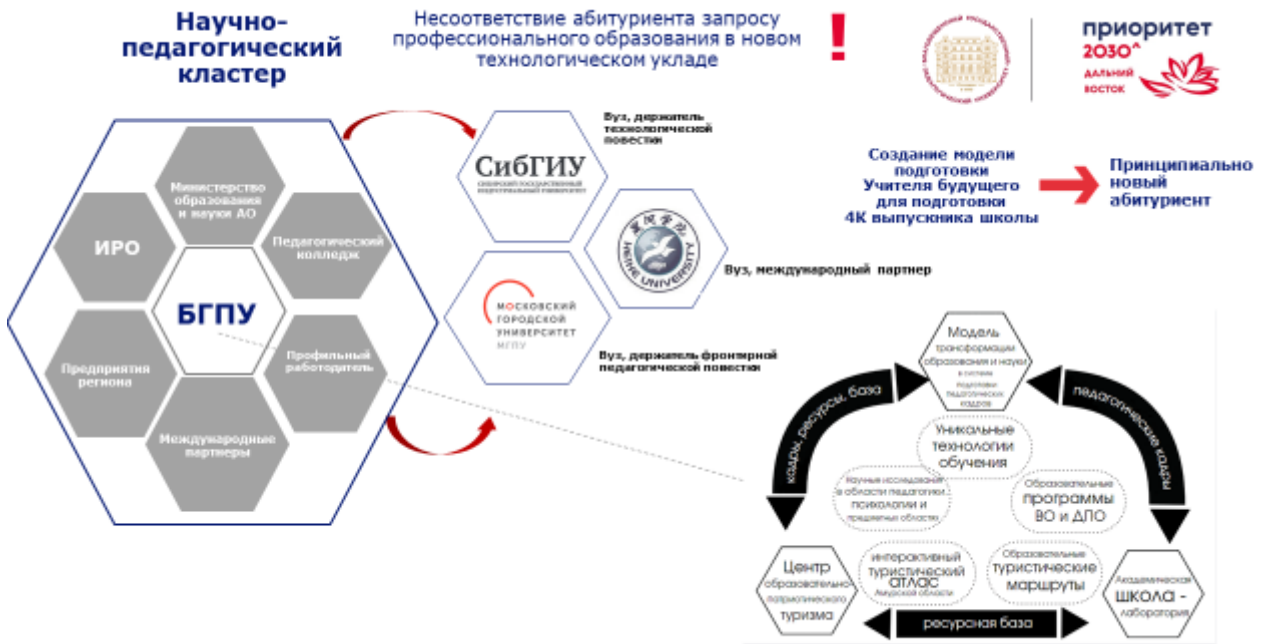 Научно-
педагогический
кластер
Несоответствие абитуриента запросу
профессионального образования в новом
технологическом укладе
!
приоритет
2030^
ДАЛЬНИЙ
ВОСТОК
Министерство
образования
и науки АО
ИРО
Педагогический
колледж
БГПУ
Предприятия
региона
Профильный
работодатель
Международные
партнеры
Вуз, держатель
технологической
повестки
СибГИУ
СИБИРСКИЙ ГОСУДАРСТВЕННЫЙ
ИНДУСТРИАЛЬНЫЙ УНИВЕРСИТЕТ
HEIHE UNIVERSITY
Вуз, международный партнер
МОСКОВСКИЙ
ГОРОДСКОЙ
УНИВЕРСИТЕТ
МГПУ
Вуз, держатель фронтирной
педагогической повестки
Создание модели
подготовки
Учителя будущего
для подготовки
4К выпускника школы
Принципиально
новый
абитуриент
Модель
трансформации
образования и науки
в системе
подготовки
педагогических
кадров
кадры, ресурсы, база
педагогические кадры
Уникальные
технологии
обучения
Научные исследования
в области педагогики
психологии и
предметных областях
Образовательные
программы
ВО и ДПО
интерактивный
туристический
атлас
Амурской области
Образовательные
туристические
маршруты
Центр
образовательно-
патриотического
туризма
Академическая
школа -
лаборатория
ресурсная база